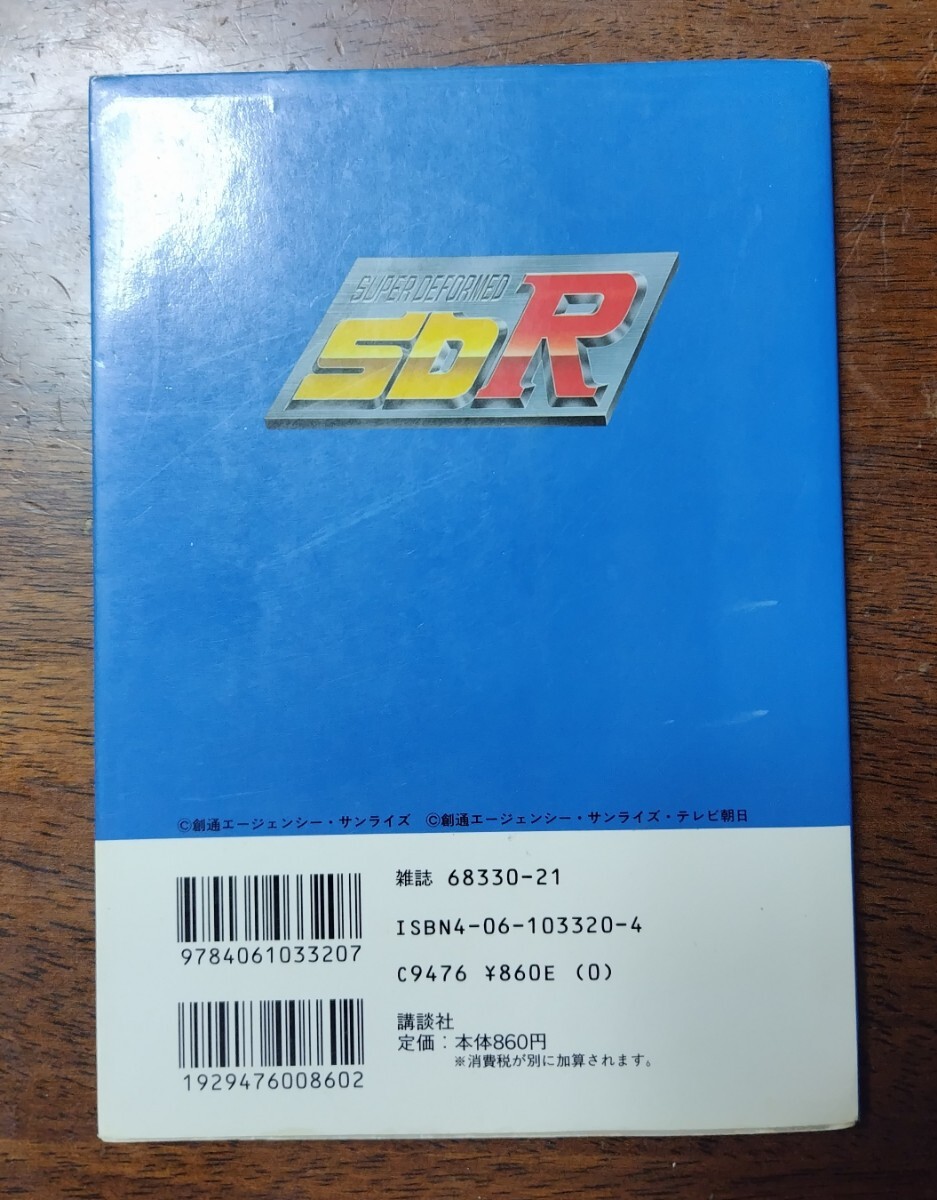 SUPER DEFORMED
SDR
©創通エージェンシー・サンライズ ©創通エージェンシー・サンライズ・テレビ朝日
雑誌 68330-21
ISBN4-06-103320-4
9784061033207
C9476 ¥860E (0)
講談社
定価：本体860円
※消費税が別に加算されます。
1929476008602